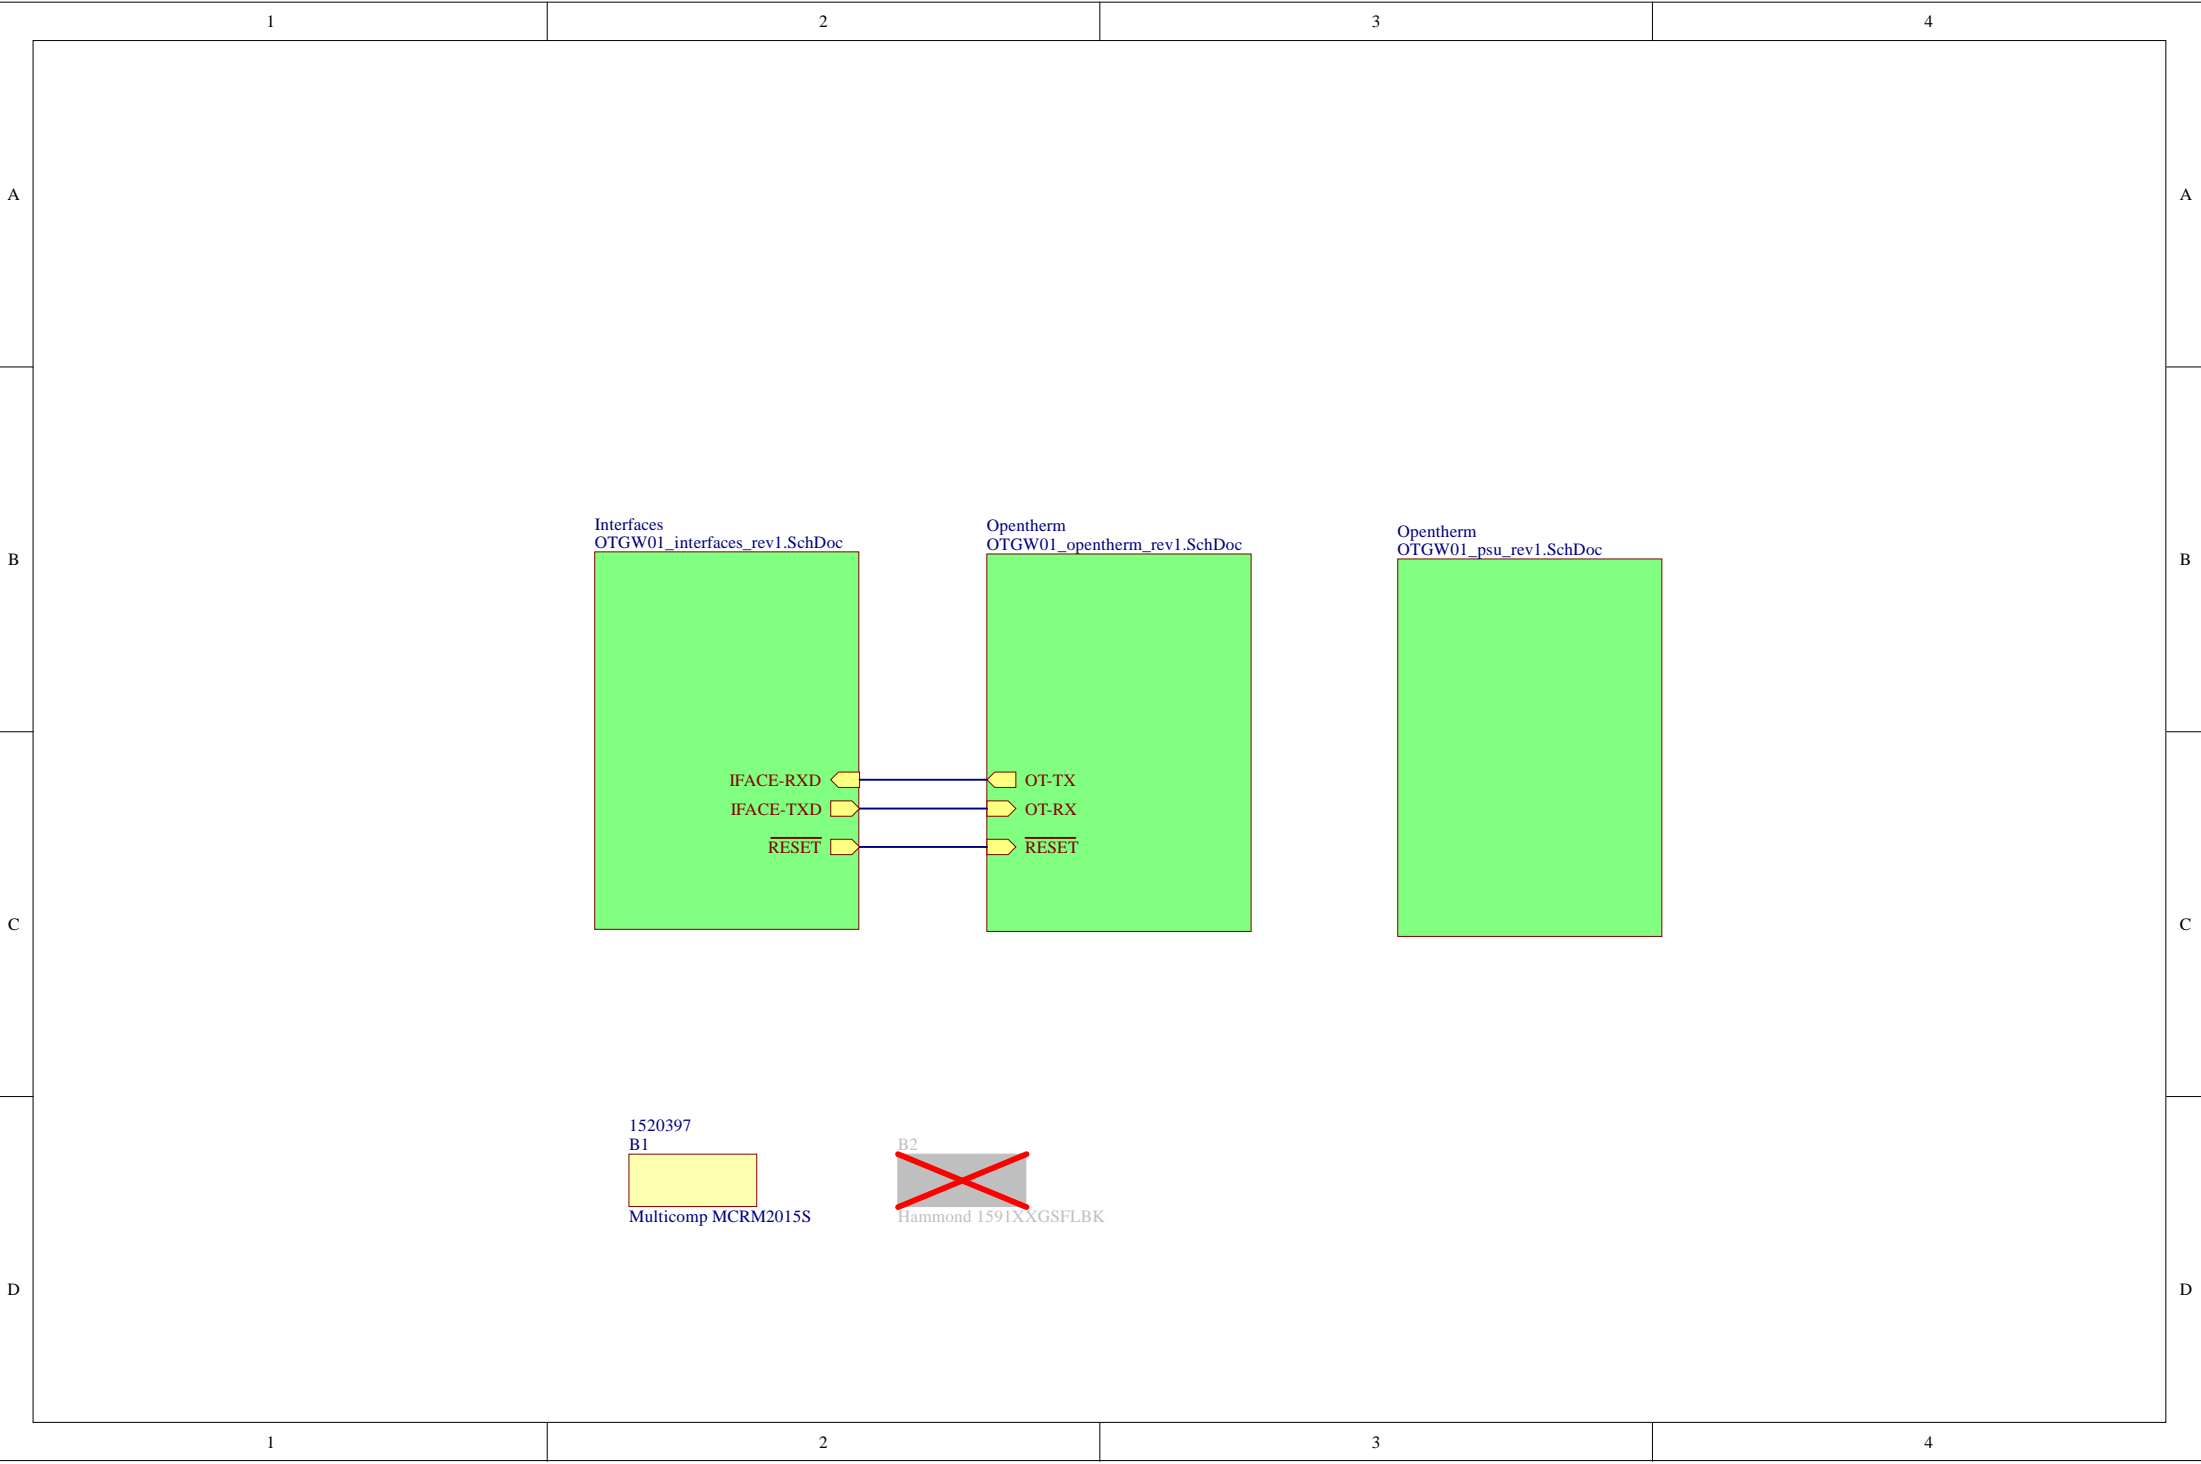 1 2 3 4
A A
Interfaces
OTGW01_interfaces_rev1.SchDoc
Opentherm
OTGW01_opentherm_rev1.SchDoc
Opentherm
OTGW01_psu_rev1.SchDoc
B B
IFACE-RXD OT-TX
IFACE-TXD OT-RX
RESET RESET
C C
1520397
B1
Multicomp MCRM2015S
B2
Hammond 1591XXGSFLBK
D D
1 2 3 4